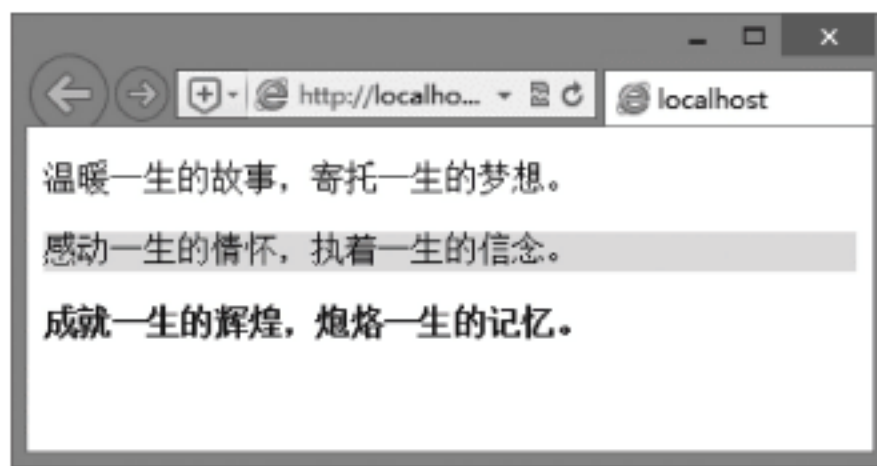 http://localho...
localhost
温暖一生的故事，寄托一生的梦想。
感动一生的情怀，执着一生的信念。
成就一生的辉煌，炮烙一生的记忆。